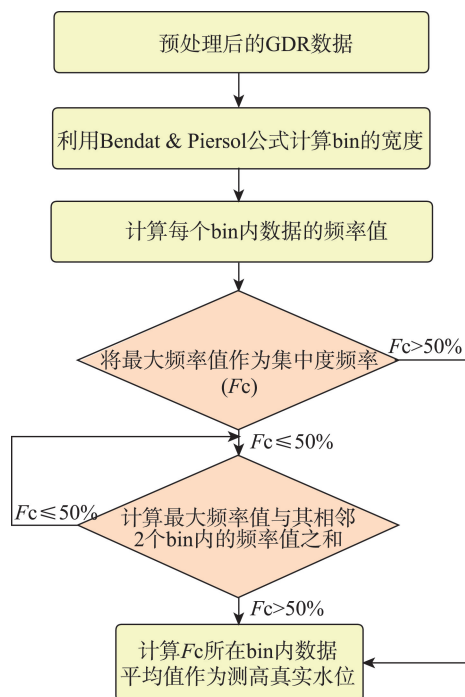 预处理后的GDR数据
利用Bendat & Piersol公式计算bin的宽度
计算每个bin内数据的频率值
将最大频率值作为集中度频率
(Fc)
Fc>50%
Fc≤50%
Fc≤50%
计算最大频率值与其相邻
2个bin内的频率值之和
Fc>50%
计算Fc所在bin内数据
平均值作为测高真实水位